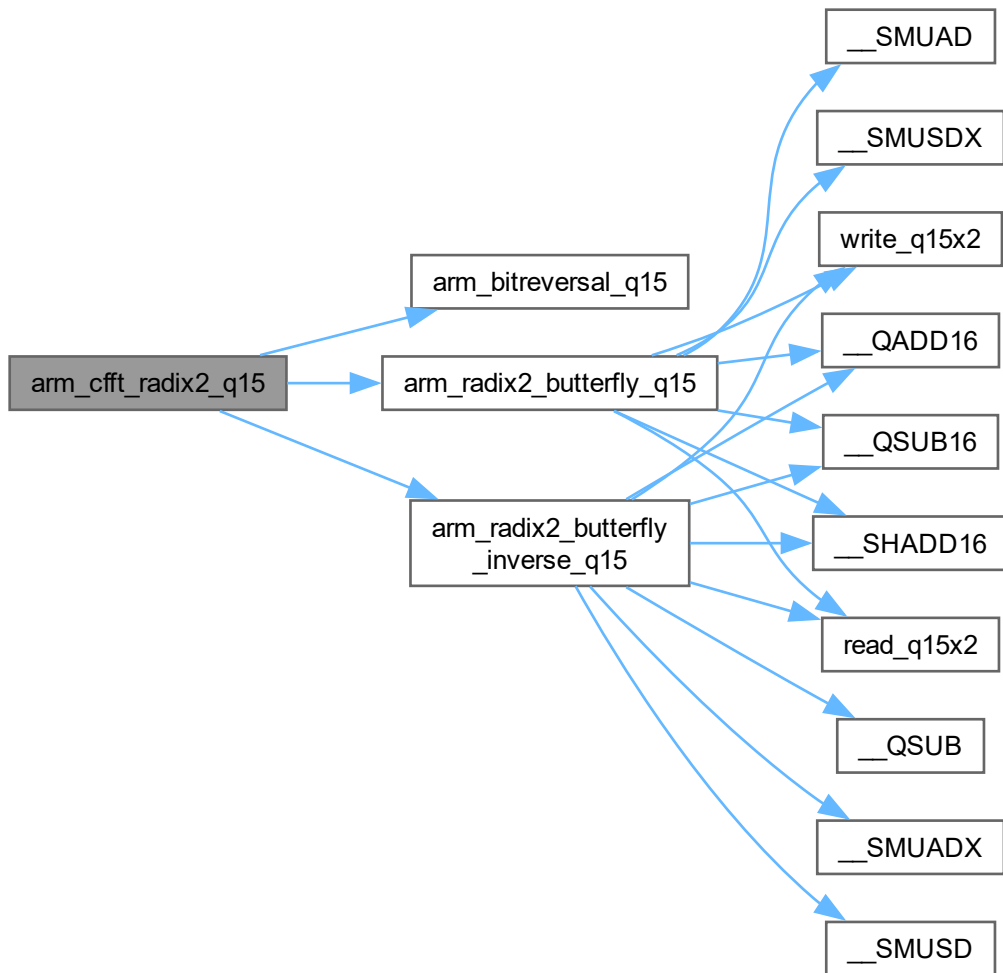 arm_cfft_radix2_q15
arm_bitreversal_q15
arm_radix2_butterfly_q15
arm_radix2_butterfly
_inverse_q15
__SMUAD
__SMUSDX
write_q15x2
__QADD16
__QSUB16
__SHADD16
read_q15x2
__QSUB
__SMUADX
__SMUSD